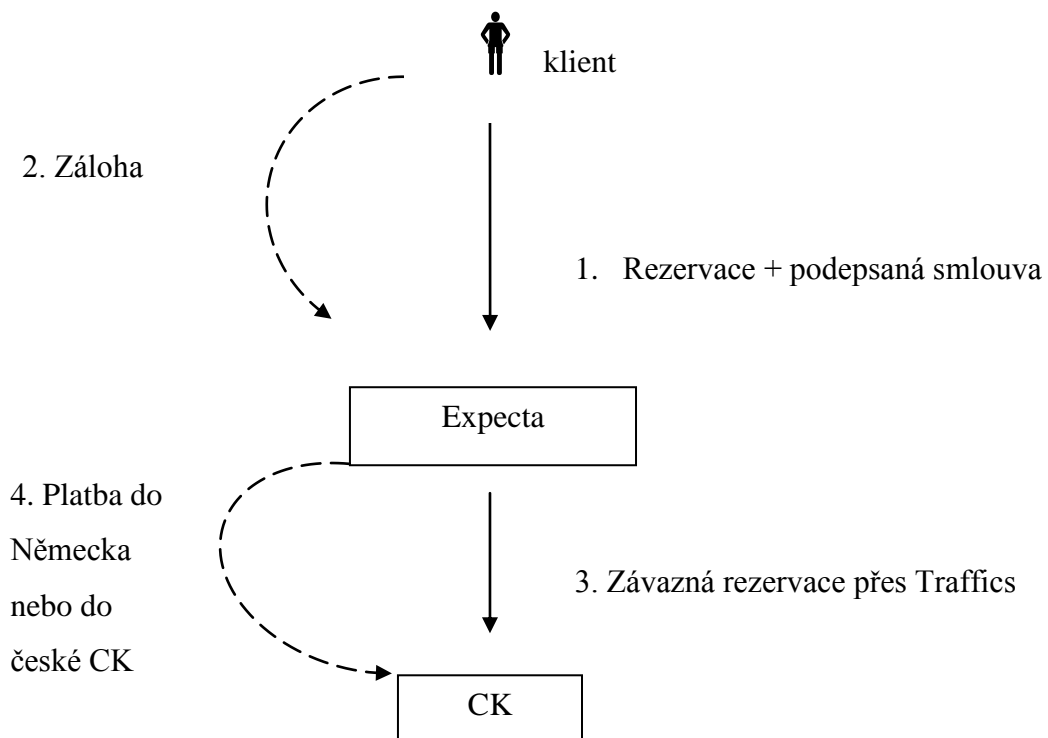 klient
2. Záloha
1. Rezervace + podepsaná smlouva
Expecta
4. Platba do
Německa
nebo do
české CK
3. Závazná rezervace přes Traffics
CK